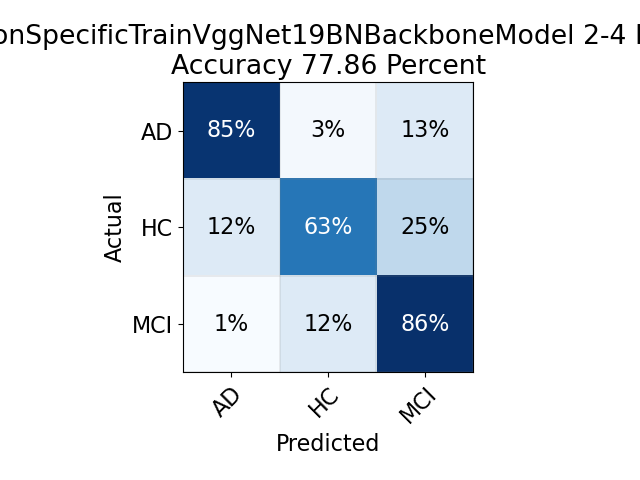 onSpecificTrainVggNet19BNBackboneModel 2-4
Accuracy 77.86 Percent
AD 85% 3% 13%
HC 12% 63% 25%
MCI 1% 12% 86%
Actual
AD HC MCI
Predicted